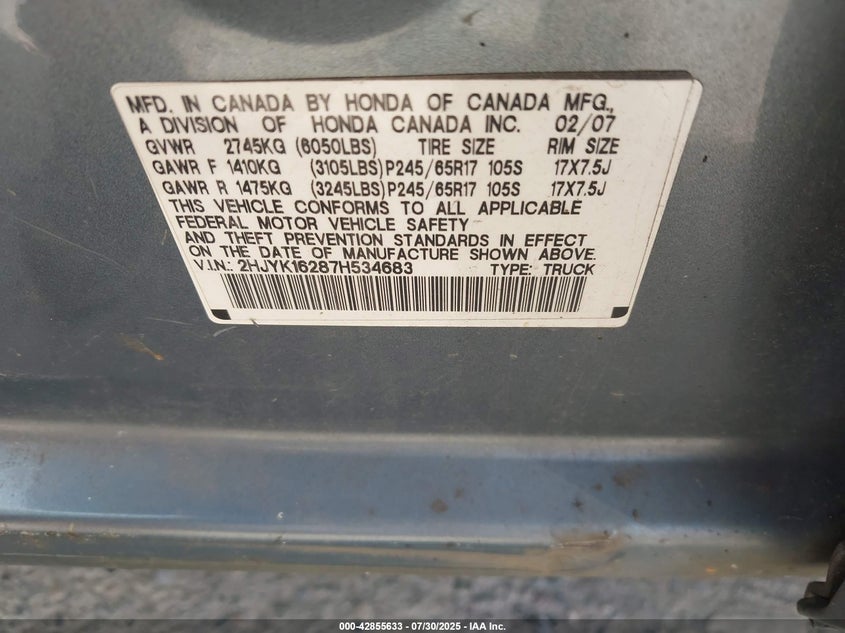 MFD. IN CANADA BY HONDA OF CANADA MFG.,
A DIVISION OF HONDA CANADA INC. 02/07
GVWR 2745KG (6050LBS) TIRE SIZE RIM SIZE
GAWR F 1410KG (3105LBS) P245/65R17 105S 17X7.5J
GAWR R 1475KG (3245LBS) P245/65R17 105S 17X7.5J
THIS VEHICLE CONFORMS TO ALL APPLICABLE
FEDERAL MOTOR VEHICLE SAFETY
AND THEFT PREVENTION STANDARDS IN EFFECT
ON THE DATE OF MANUFACTURE SHOWN ABOVE.
V.I.N.: 2HJYK16287H534683 TYPE: TRUCK
000-42855633 / 07/30/2025 - IAA Inc.